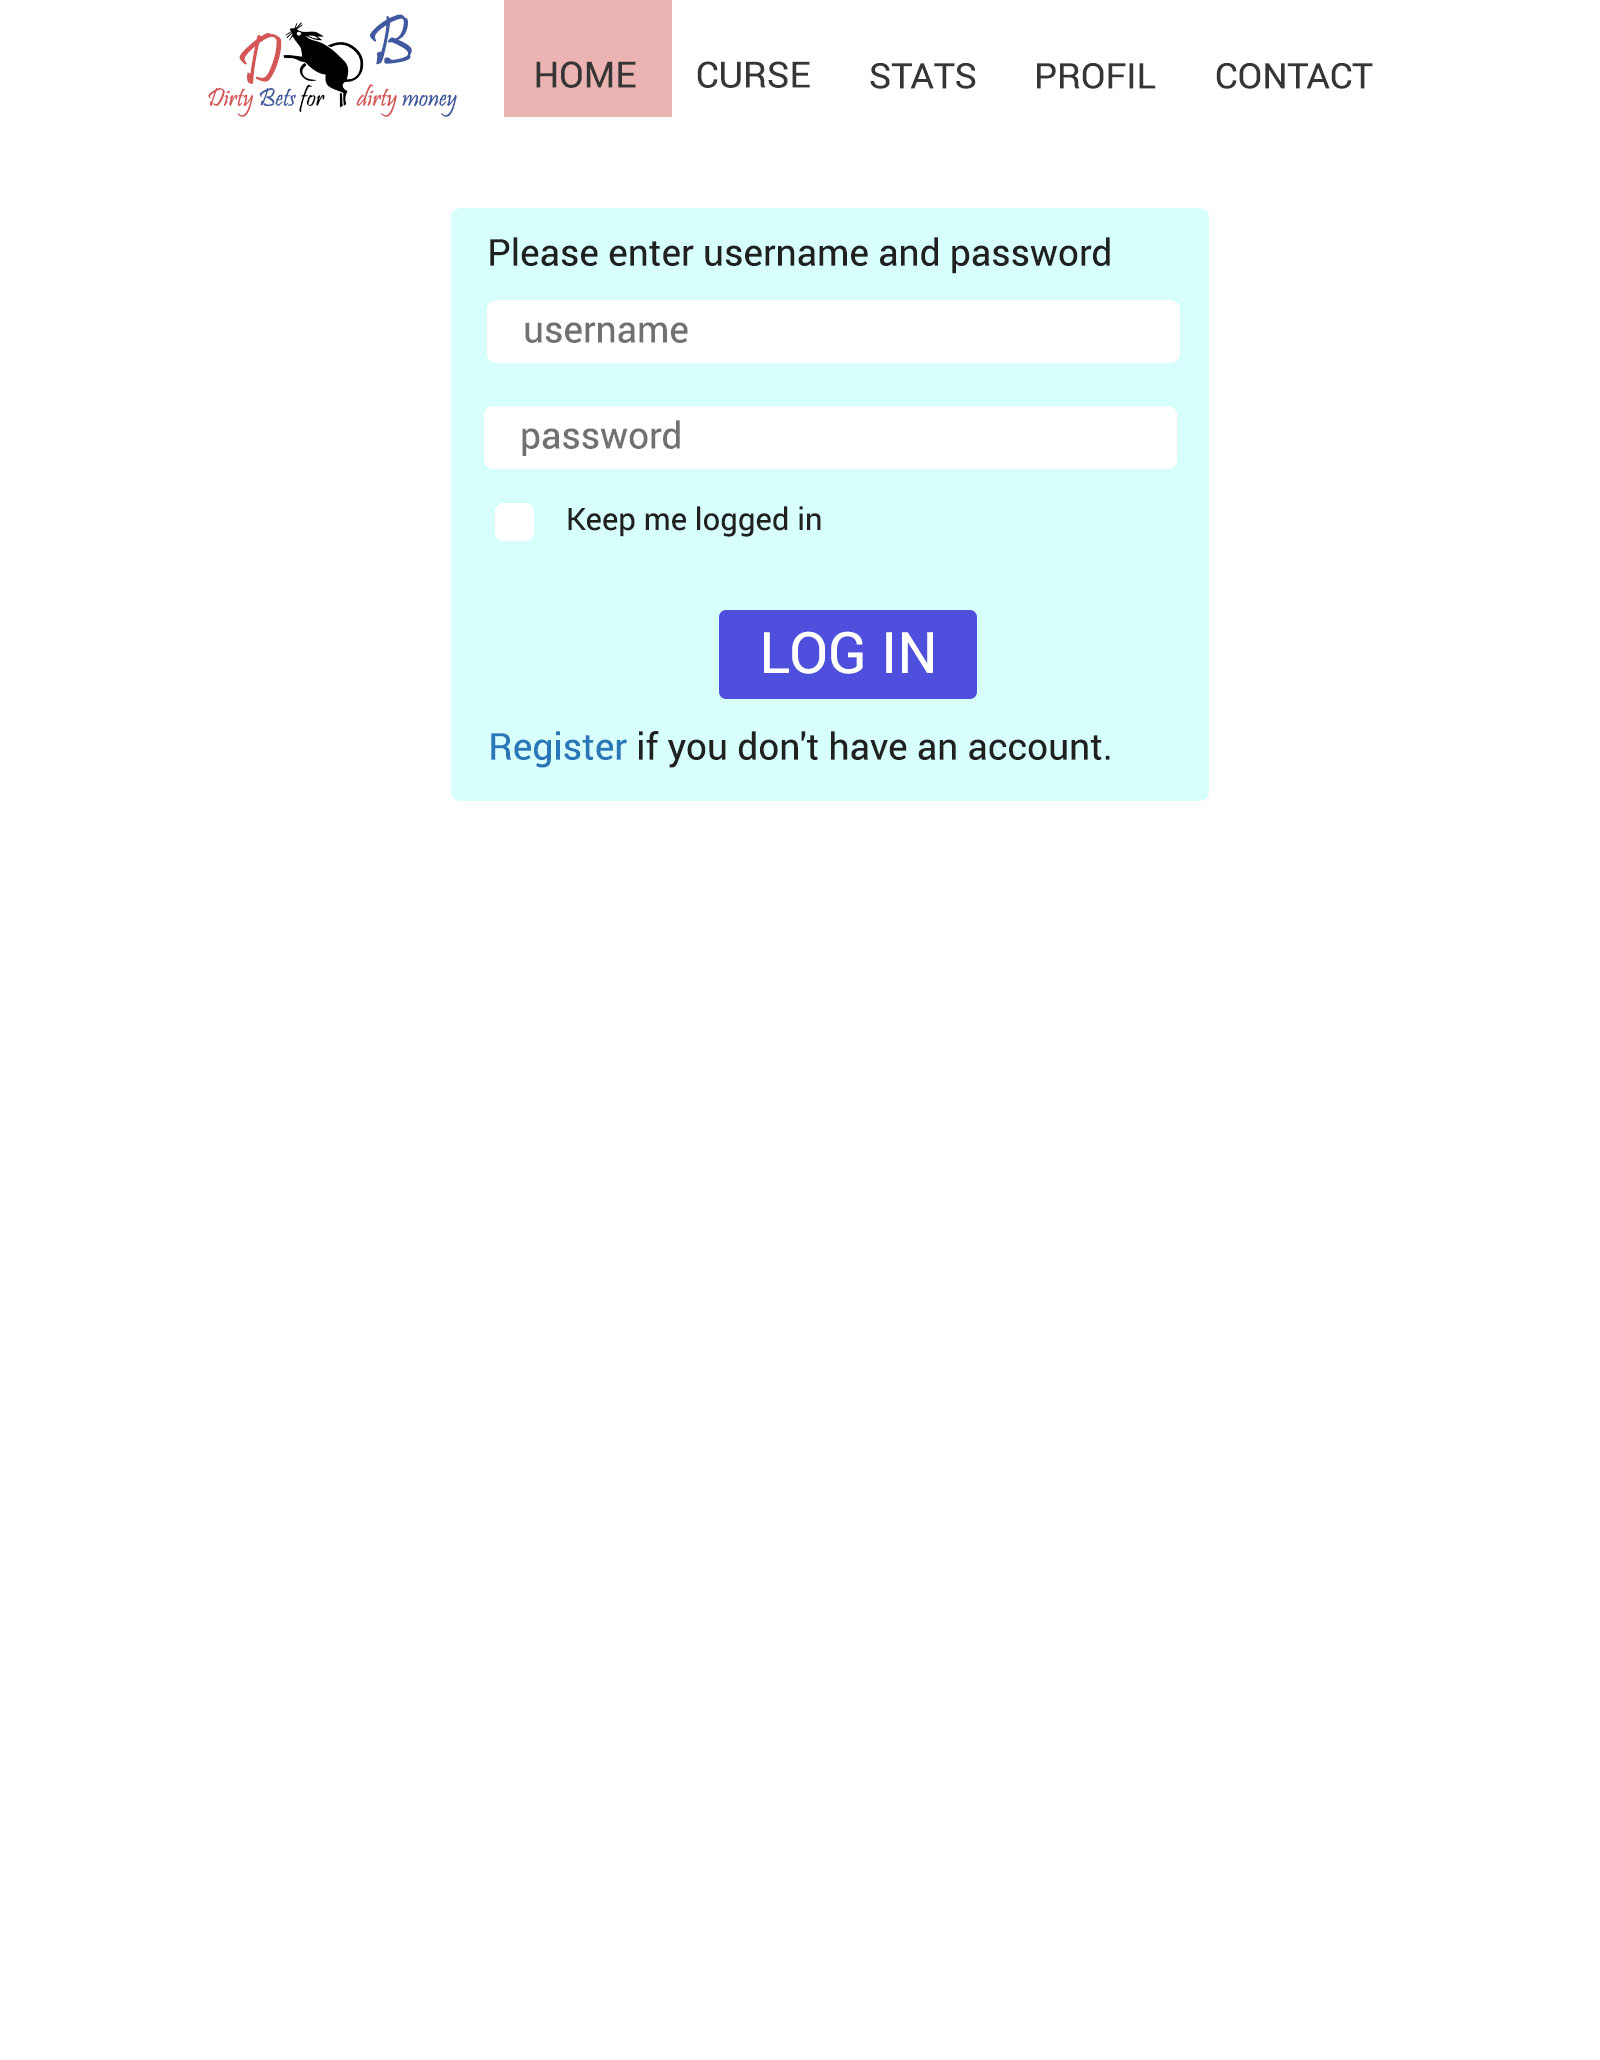 D B
Dirty Bets for dirty money
HOME CURSE STATS PROFIL CONTACT
Please enter username and password
username
password
Keep me logged in
LOG IN
Register if you don't have an account.